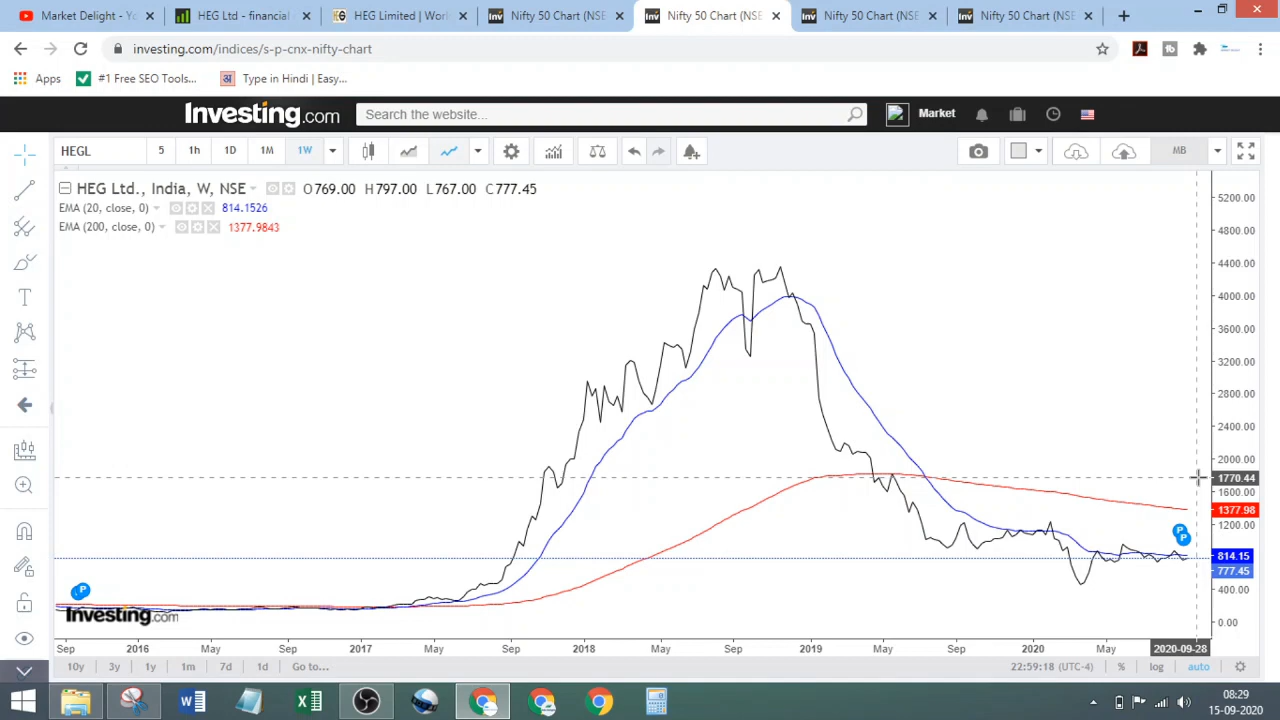 Market Delight - Yo
HEG Ltd - financial
HEG Limited | Worl
Nifty 50 Chart (NSE
Nifty 50 Chart (NSE
Nifty 50 Chart (NSE
Nifty 50 Chart (NSE
investing.com/indices/s-p-cnx-nifty-chart
Apps
#1 Free SEO Tools...
Type in Hindi | Easy...
Investing.com
Search the website...
Market
HEGL 5 1h 1D 1M 1W
MB
HEG Ltd., India, W, NSE O769.00 H797.00 L767.00 C777.45
EMA (20, close, 0) 814.1526
EMA (200, close, 0) 1377.9843
5200.00
4800.00
4400.00
4000.00
3600.00
3200.00
2800.00
2400.00
2000.00
1770.44
1600.00
1377.98
1200.00
814.15
777.45
400.00
0.00
P
P
P
Investing.com
Sep 2016 May Sep 2017 May Sep 2018 May Sep 2019 May Sep 2020 May 2020-09-28
10y 3y 1y 1m 7d 1d Go to...
22:59:18 (UTC-4) % log auto
08:29
15-09-2020